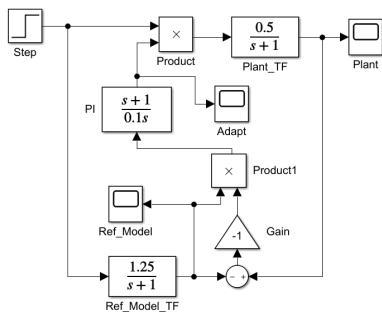 Step
×
Product
0.5
s + 1
Plant_TF
Plant
PI
s + 1
0.1s
Adapt
×
Product1
Ref_Model
-1
Gain
1.25
s + 1
Ref_Model_TF
− +